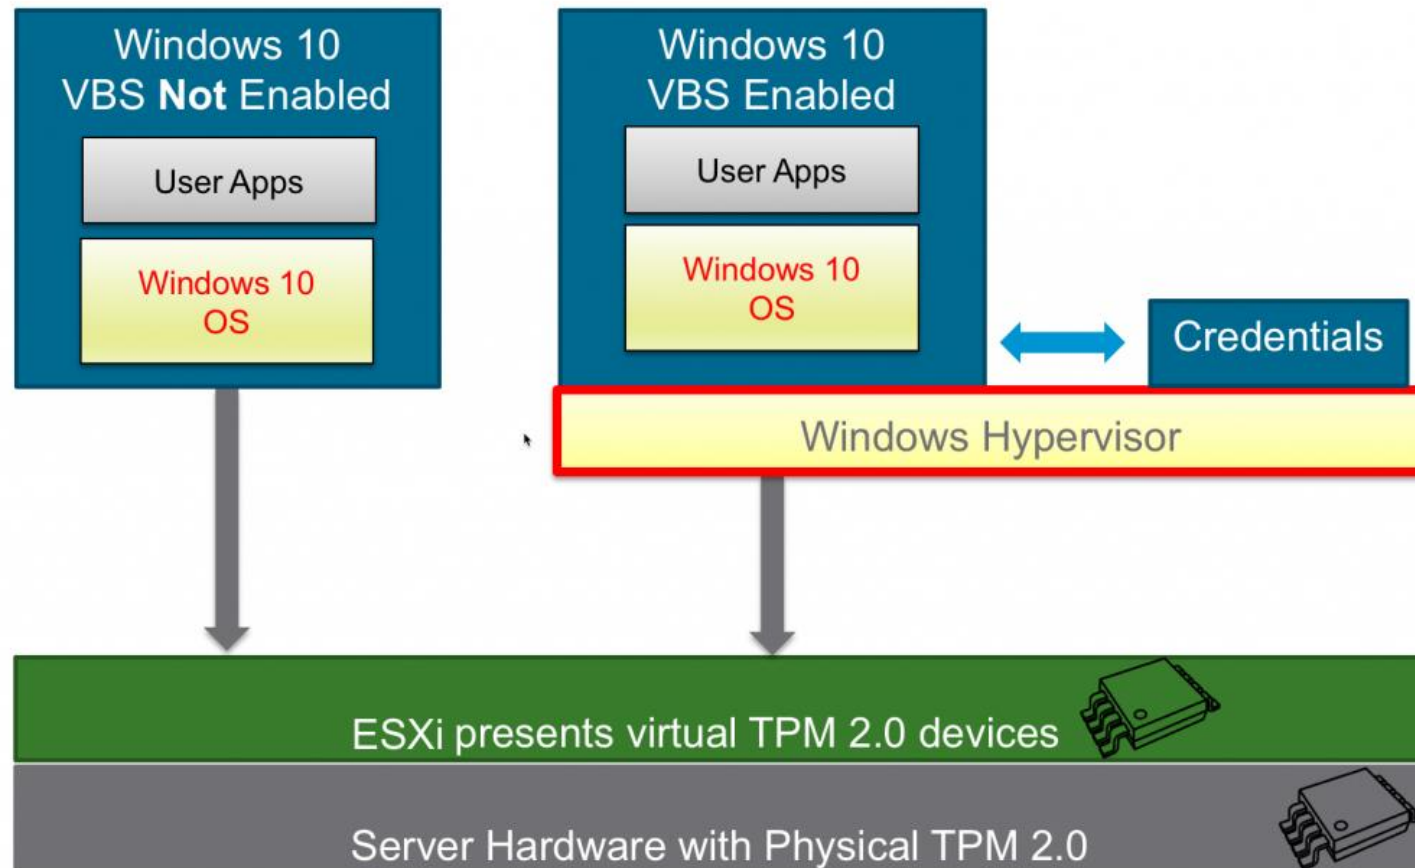 Windows 10
VBS Not Enabled
User Apps
Windows 10
OS
Windows 10
VBS Enabled
User Apps
Windows 10
OS
Credentials
Windows Hypervisor
ESXi presents virtual TPM 2.0 devices
Server Hardware with Physical TPM 2.0